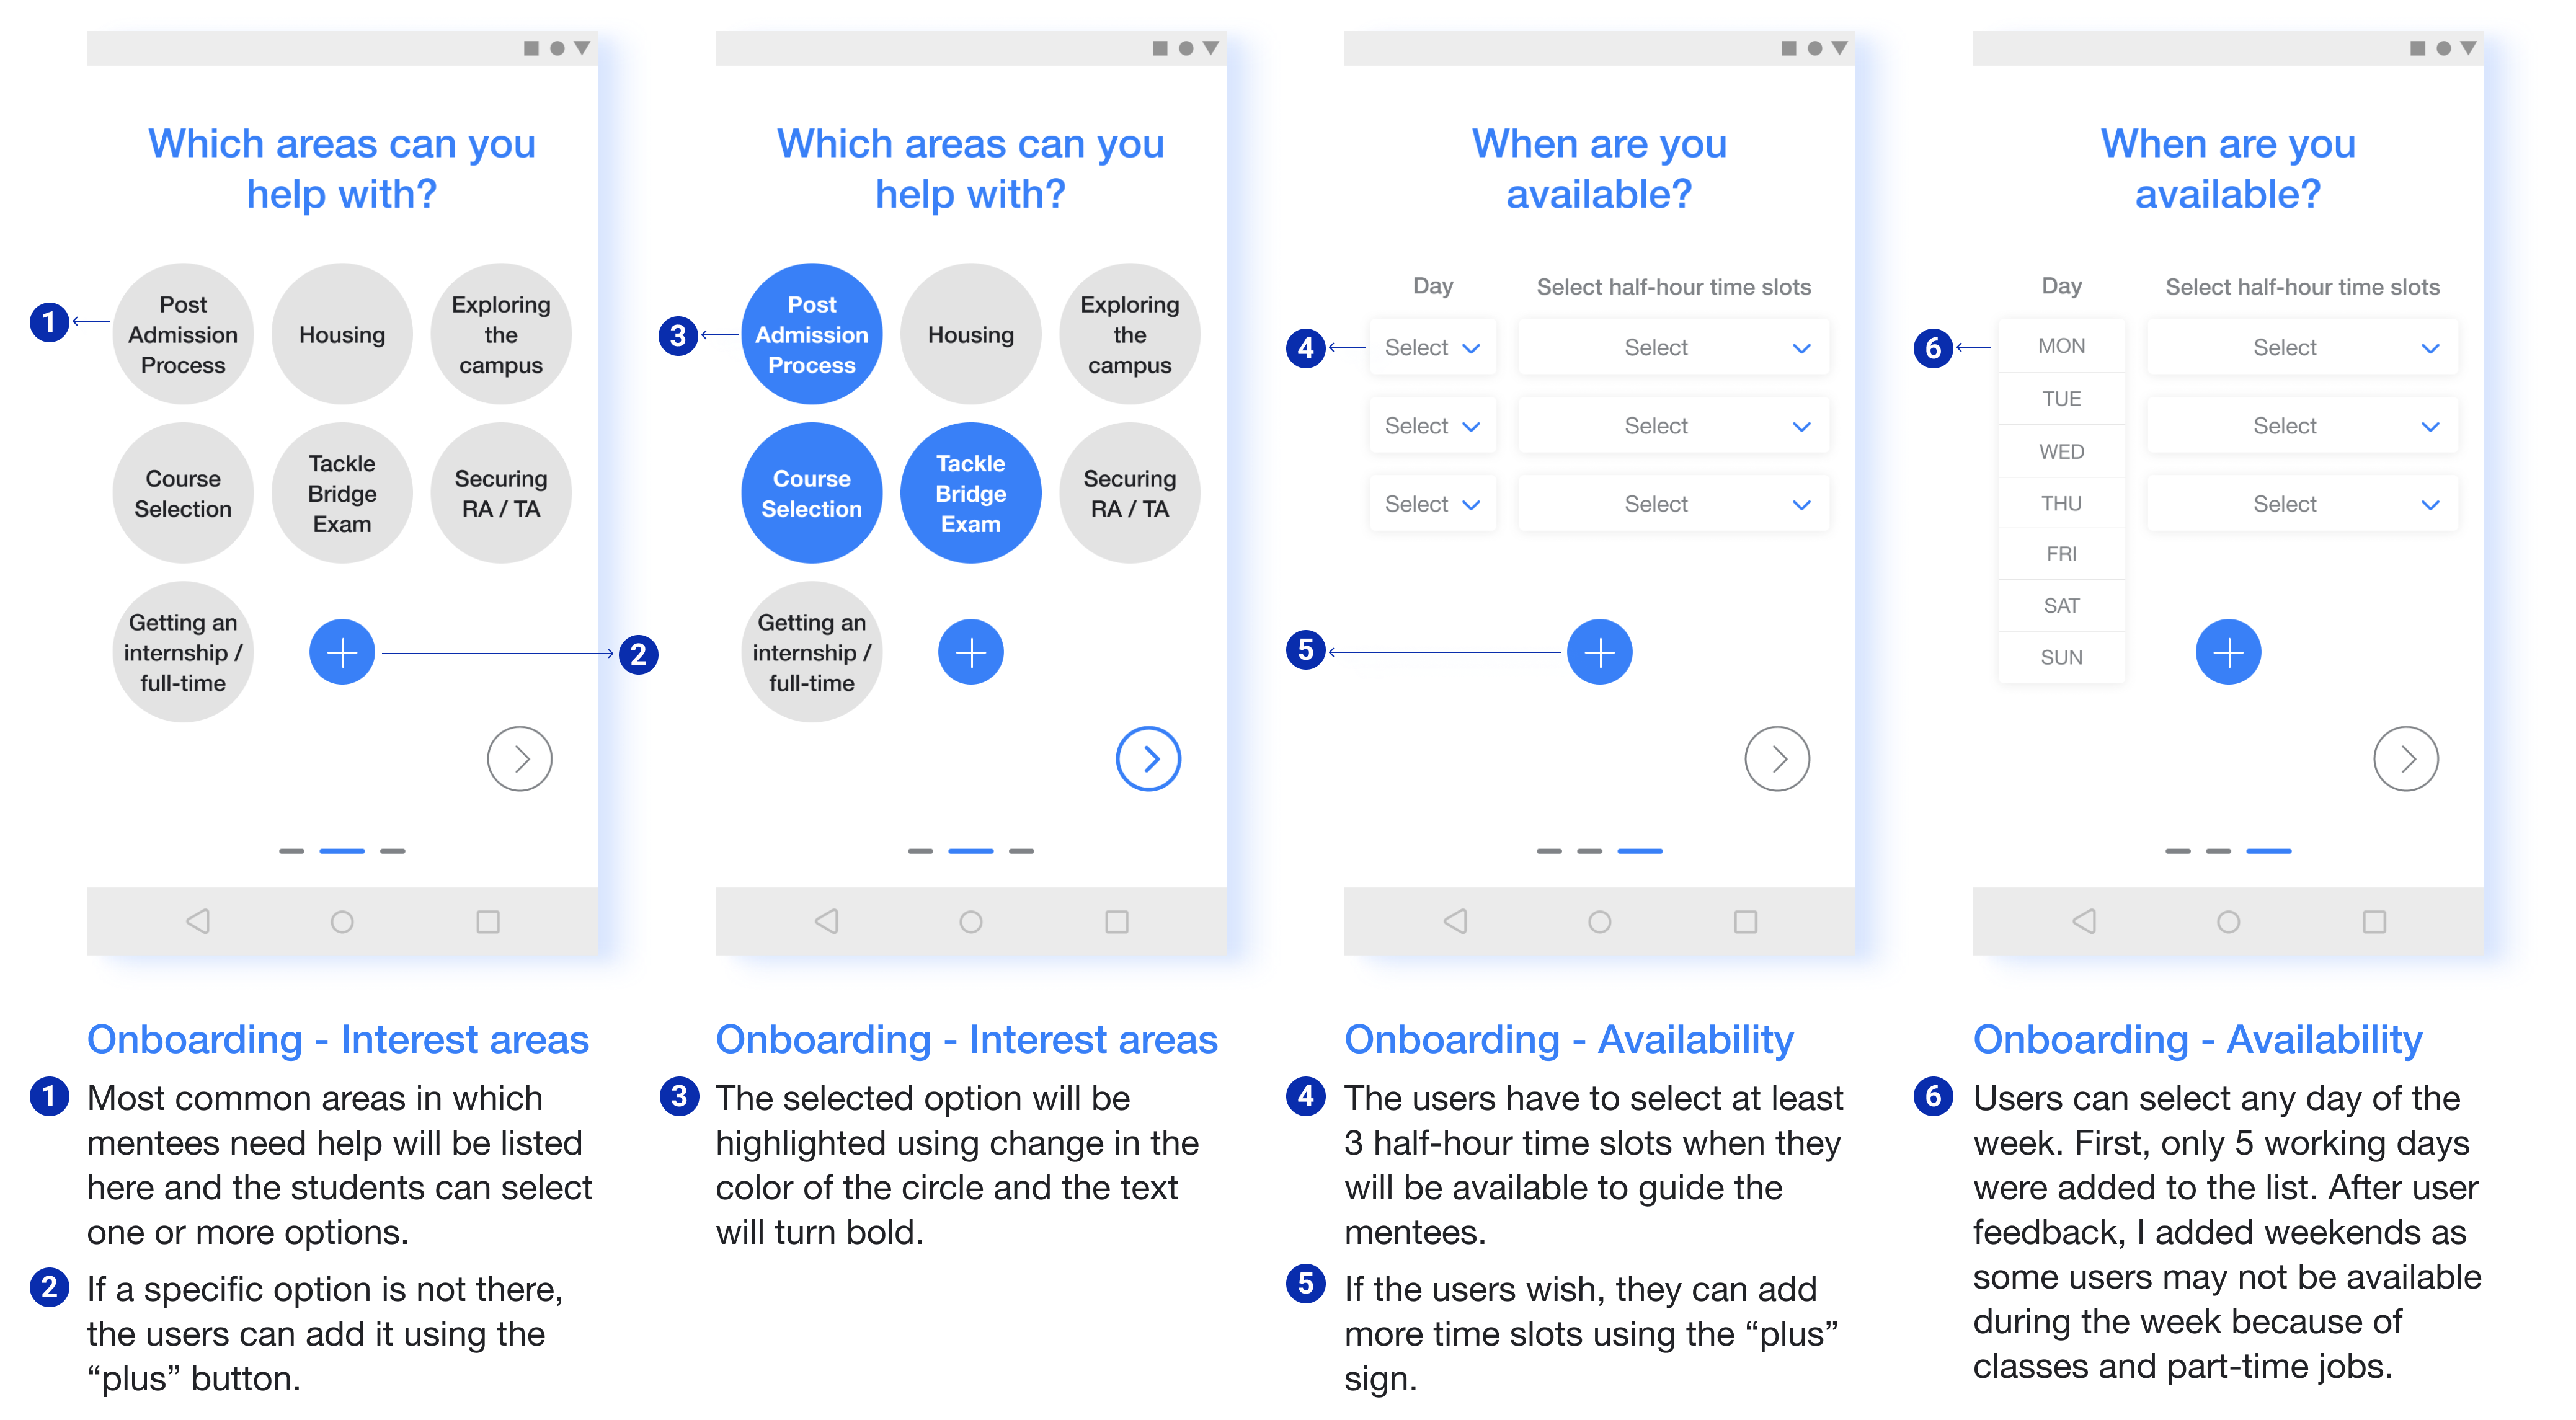 Which areas can you
help with?
1
Post
Admission
Process
Housing
Exploring
the
campus
Course
Selection
Tackle
Bridge
Exam
Securing
RA / TA
Getting an
internship /
full-time
2
Which areas can you
help with?
3
Post
Admission
Process
Housing
Exploring
the
campus
Course
Selection
Tackle
Bridge
Exam
Securing
RA / TA
Getting an
internship /
full-time
When are you
available?
Day
Select half-hour time slots
4
Select
Select
Select
Select
Select
Select
5
When are you
available?
Day
Select half-hour time slots
6
MON
TUE
WED
THU
FRI
SAT
SUN
Select
Select
Select
Onboarding - Interest areas
1
Most common areas in which
mentees need help will be listed
here and the students can select
one or more options.
2
If a specific option is not there,
the users can add it using the
“plus” button.
Onboarding - Interest areas
3
The selected option will be
highlighted using change in the
color of the circle and the text
will turn bold.
Onboarding - Availability
4
The users have to select at least
3 half-hour time slots when they
will be available to guide the
mentees.
5
If the users wish, they can add
more time slots using the “plus”
sign.
Onboarding - Availability
6
Users can select any day of the
week. First, only 5 working days
were added to the list. After user
feedback, I added weekends as
some users may not be available
during the week because of
classes and part-time jobs.